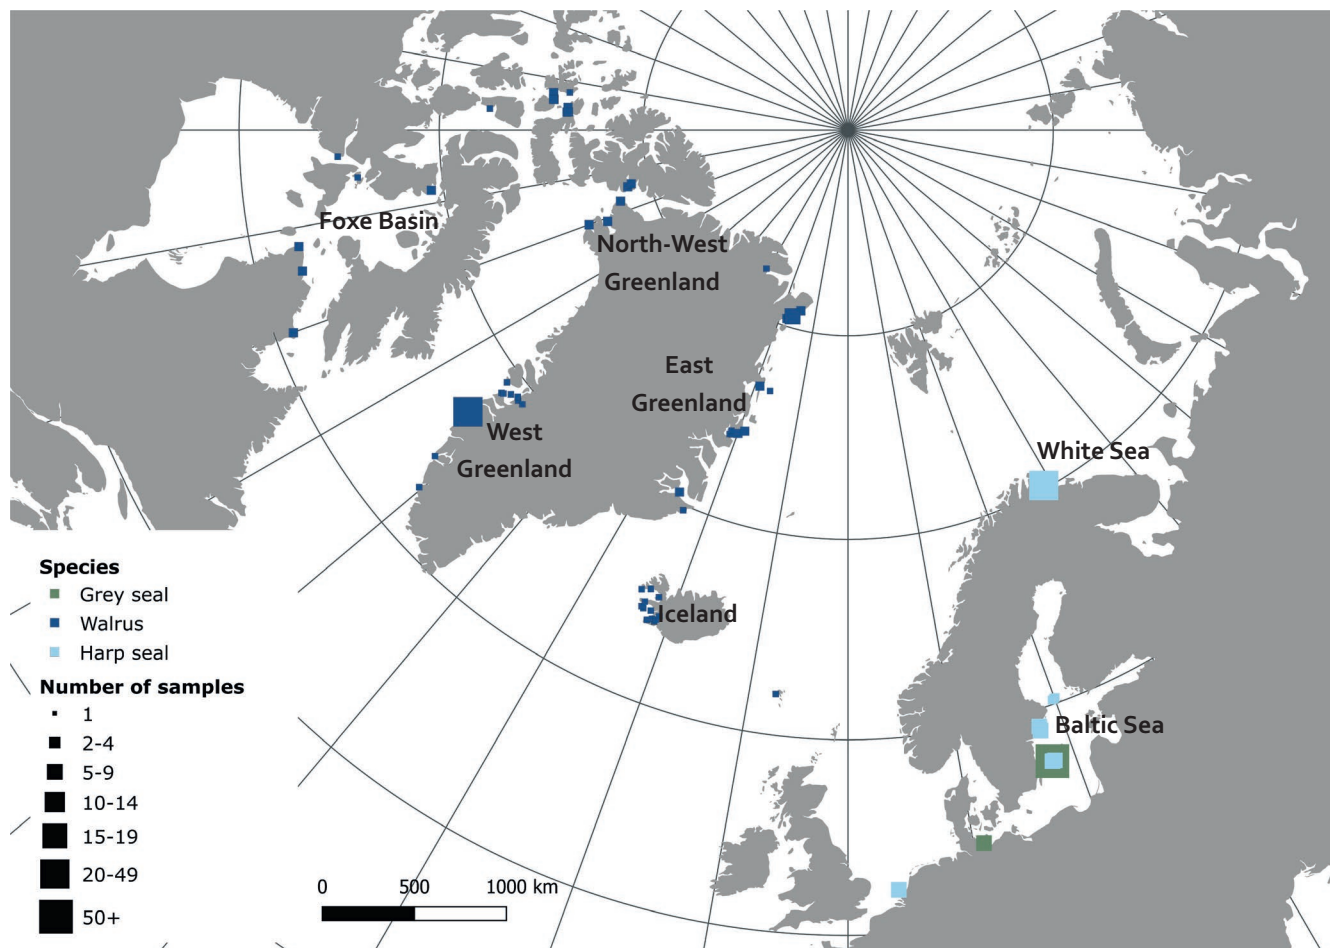 Foxe Basin
North-West
Greenland
East
Greenland
West
Greenland
White Sea
Iceland
Baltic Sea
Species
Grey seal
Walrus
Harp seal
Number of samples
1
2-4
5-9
10-14
15-19
20-49
50+
0 500 1000 km